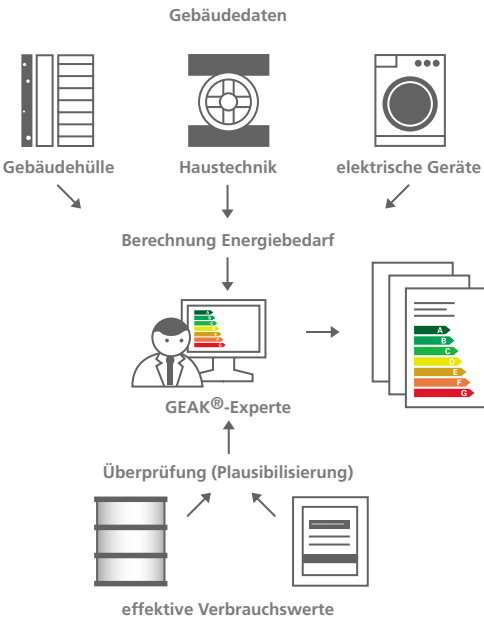 Gebäudedaten
Gebäudehülle
Haustechnik
elektrische Geräte
Berechnung Energiebedarf
A
B
C
D
E
F
G
A
B
C
D
E
F
G
GEAK®-Experte
Überprüfung (Plausibilisierung)
effektive Verbrauchswerte